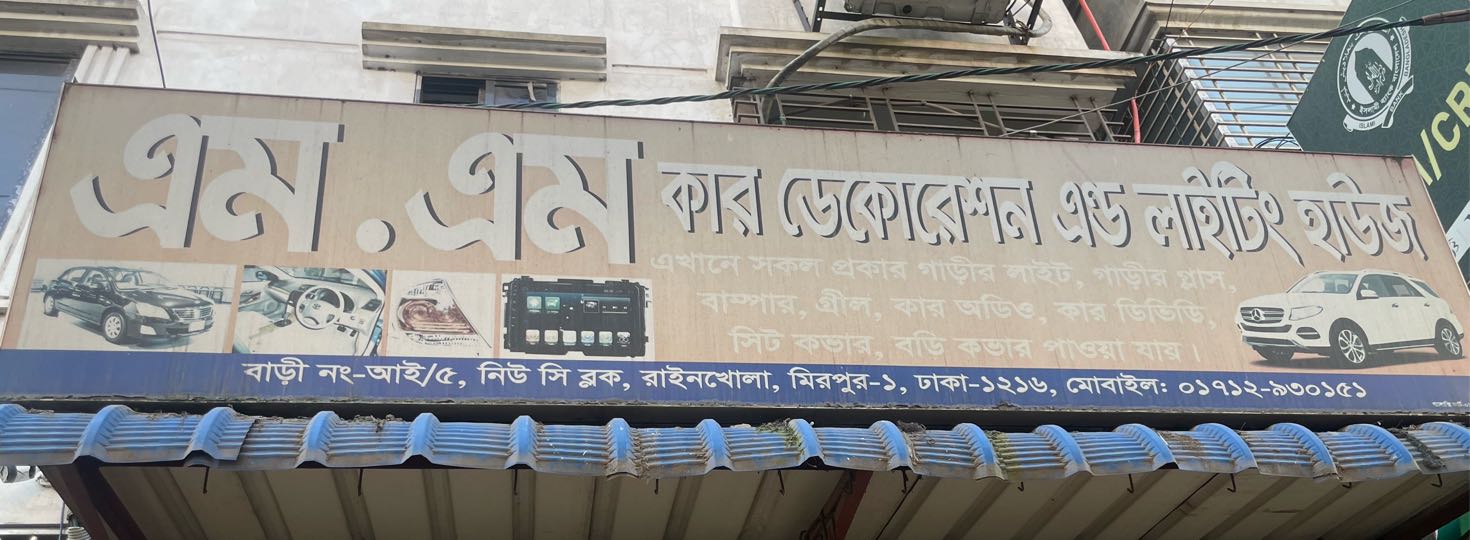 এম.এম কার ডেকোরেশন এন্ড লাইটিং হাউজ
এখানে সকল প্রকার গাড়ীর লাইট, গাড়ীর গ্লাস,
বাম্পার, গ্রীল, কার অডিও, কার ডিভিডি,
সিট কভার, বডি কভার পাওয়া যায়।
বাড়ী নং-আই/৫, নিউ সি ব্লক, রাইনখোলা, মিরপুর-১, ঢাকা-১২১৬, মোবাইল: ০১৭১২-৯৩০১৫১